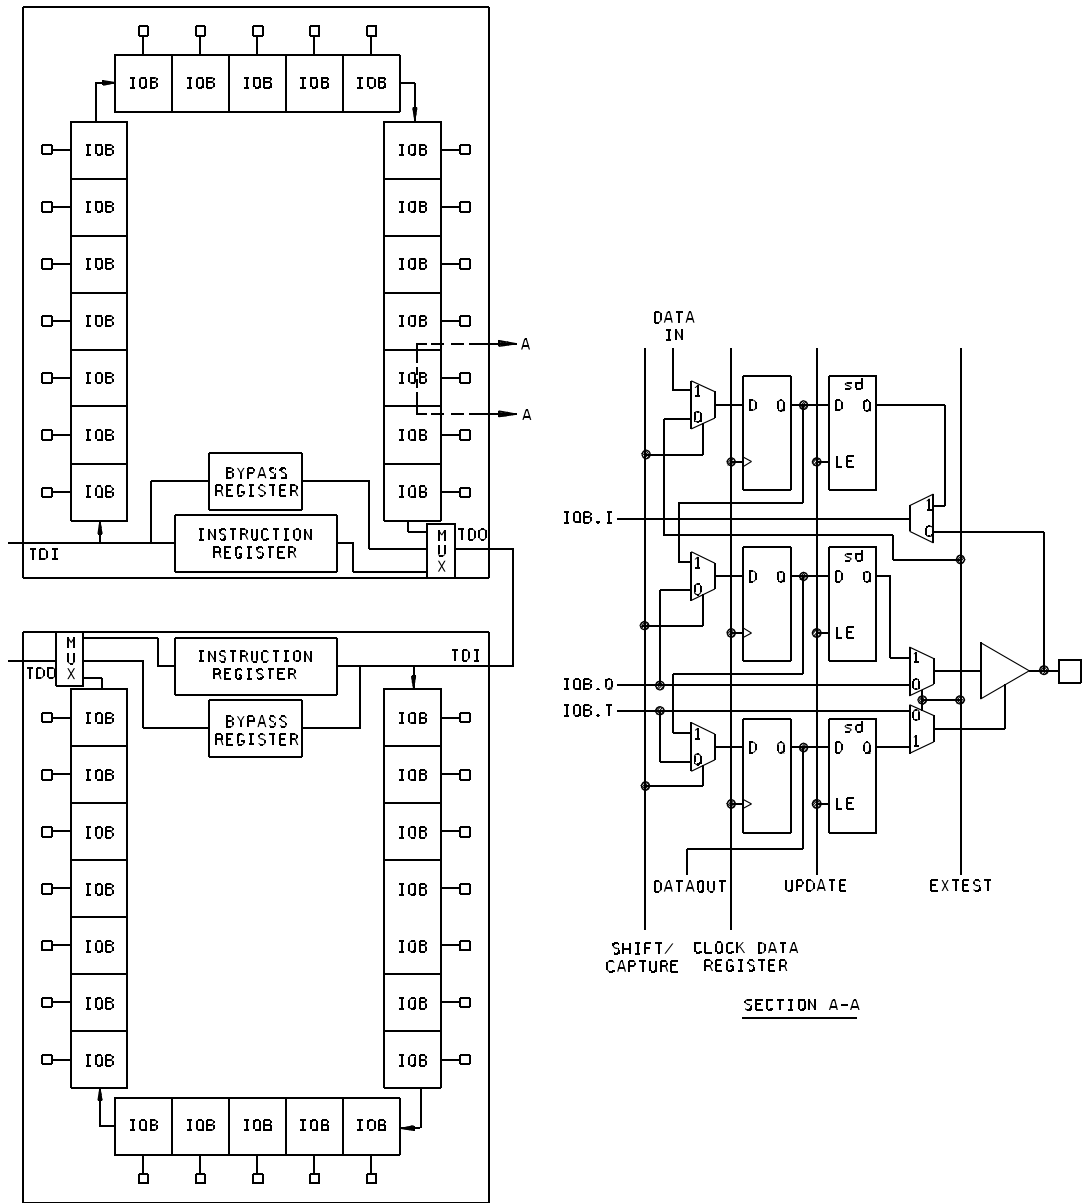 IOB IOB IOB IOB IOB
IOB IOB
IOB IOB
IOB IOB
IOB IOB
A
IOB IOB
A
IOB IOB
IOB IOB
BYPASS
REGISTER
INSTRUCTION
REGISTER
TDI
MUX
TDO
MUX
TDO
INSTRUCTION
REGISTER
TDI
BYPASS
REGISTER
IOB IOB
IOB IOB
IOB IOB
IOB IOB
IOB IOB
IOB IOB
IOB IOB
IOB IOB IOB IOB IOB
DATA
IN
1
0
D Q
sd
D Q
LE
IOB.I
1
0
1
0
D Q
sd
D Q
LE
IOB.O
1
0
IOB.T
0
1
1
0
D Q
sd
D Q
LE
DATAOUT
UPDATE
EXTEST
SHIFT/
CAPTURE
CLOCK DATA
REGISTER
SECTION A-A